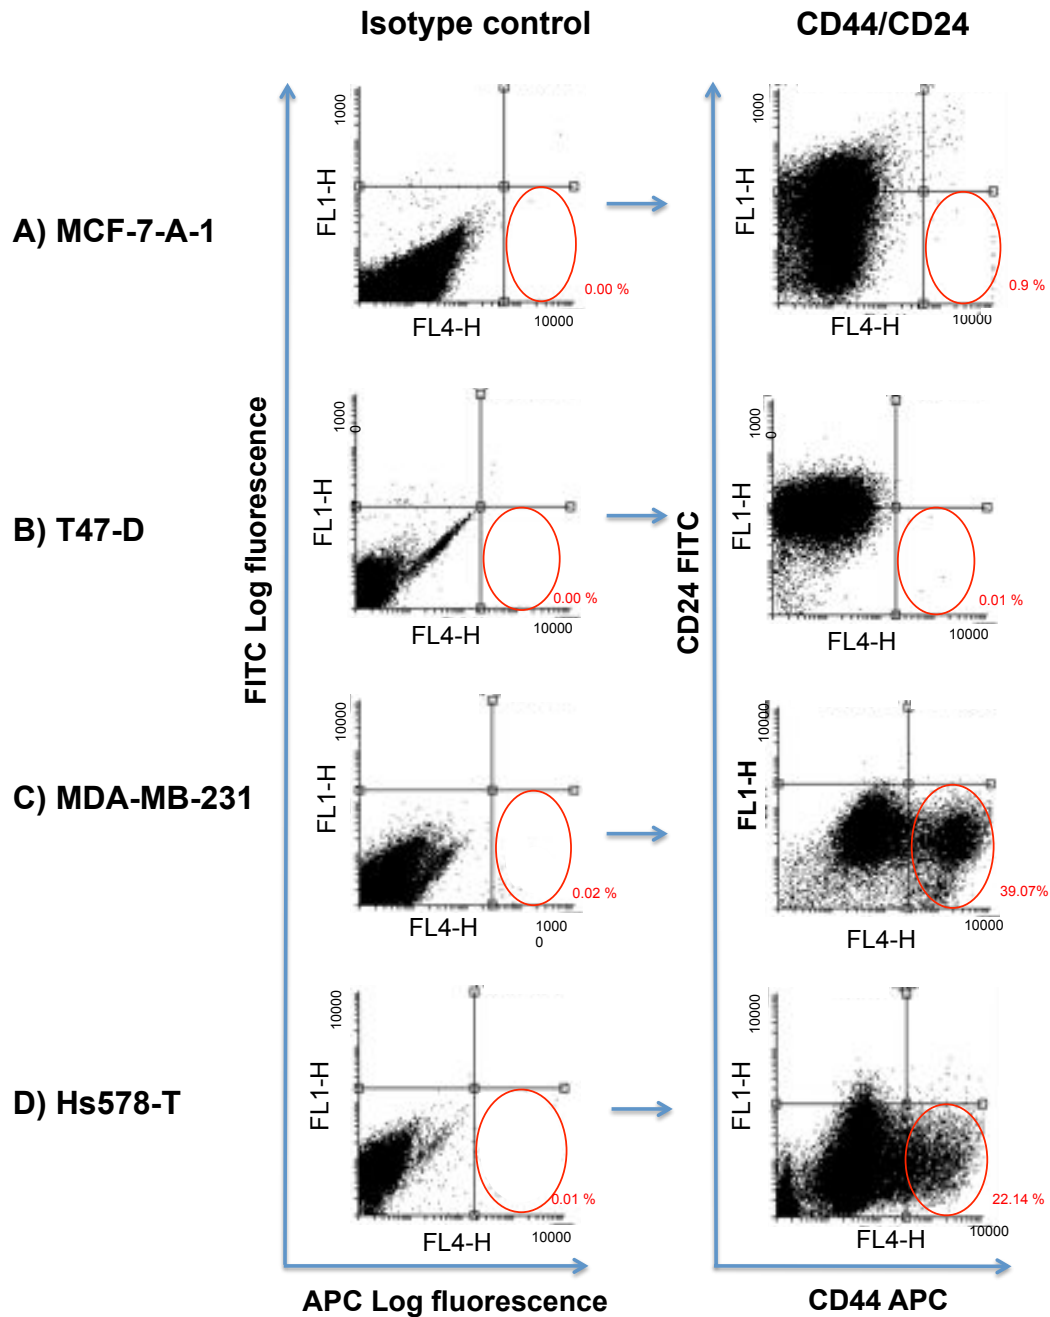 Isotype control
CD44/CD24
A) MCF-7-A-1
1000
FL1-H
0.00 %
10000
FL4-H
1000
FL1-H
0.9 %
10000
FL4-H
B) T47-D
FITC Log fluorescence
1000
0
FL1-H
0.00 %
10000
FL4-H
CD24 FITC
1000
0
FL1-H
0.01 %
10000
FL4-H
C) MDA-MB-231
10000
FL1-H
0.02 %
1000
0
FL4-H
10000
FL1-H
39.07%
10000
FL4-H
D) Hs578-T
10000
FL1-H
0.01 %
10000
FL4-H
10000
FL1-H
22.14 %
10000
FL4-H
APC Log fluorescence
CD44 APC